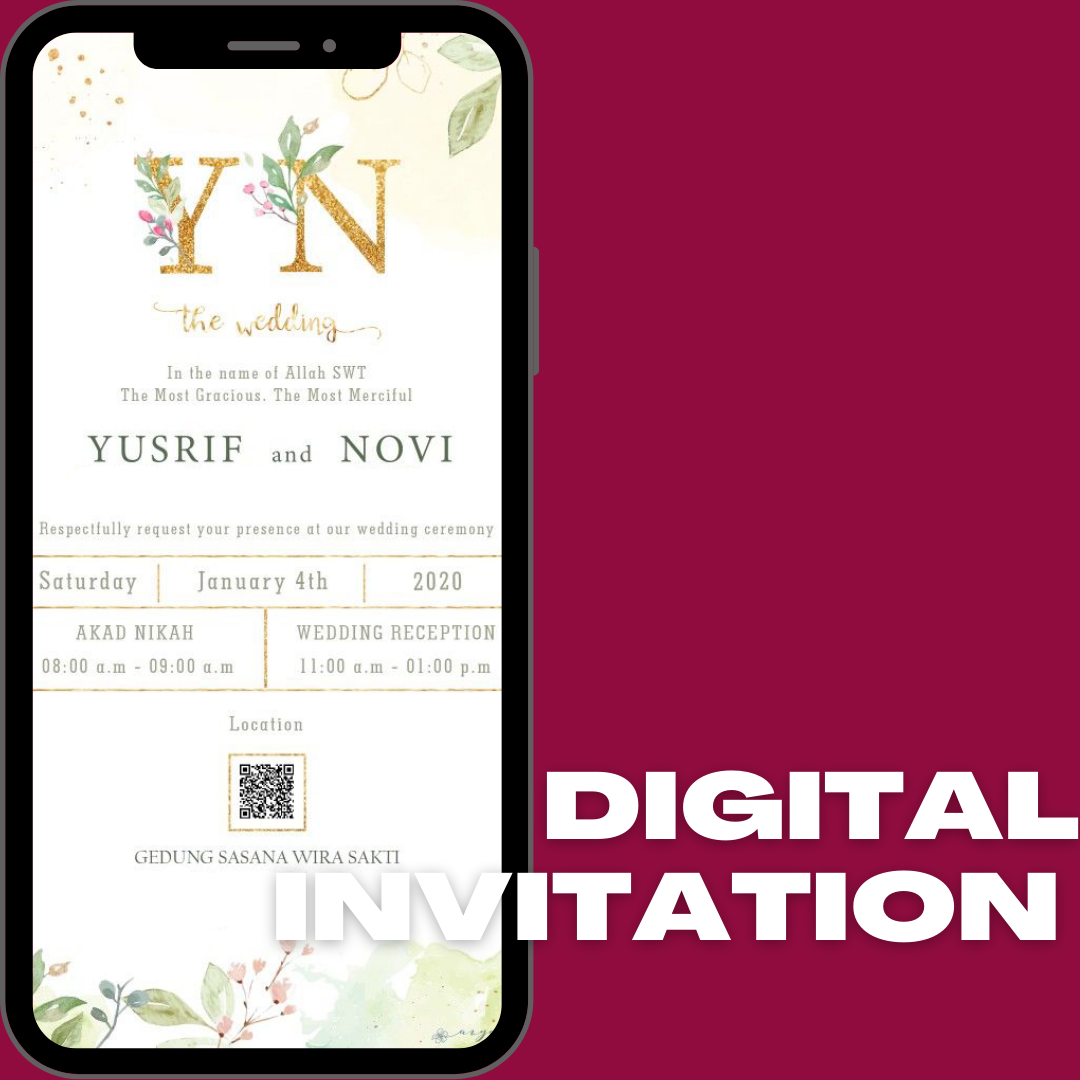 YN
the wedding
In the name of Allah SWT
The Most Gracious. The Most Merciful
YUSRIF and NOVI
Respectfully request your presence at our wedding ceremony
Saturday January 4th 2020
AKAD NIKAH WEDDING RECEPTION
08:00 a.m - 09:00 a.m 11:00 a.m - 01:00 p.m
Location
GEDUNG SASANA WIRA SAKTI
DIGITAL
INVITATION